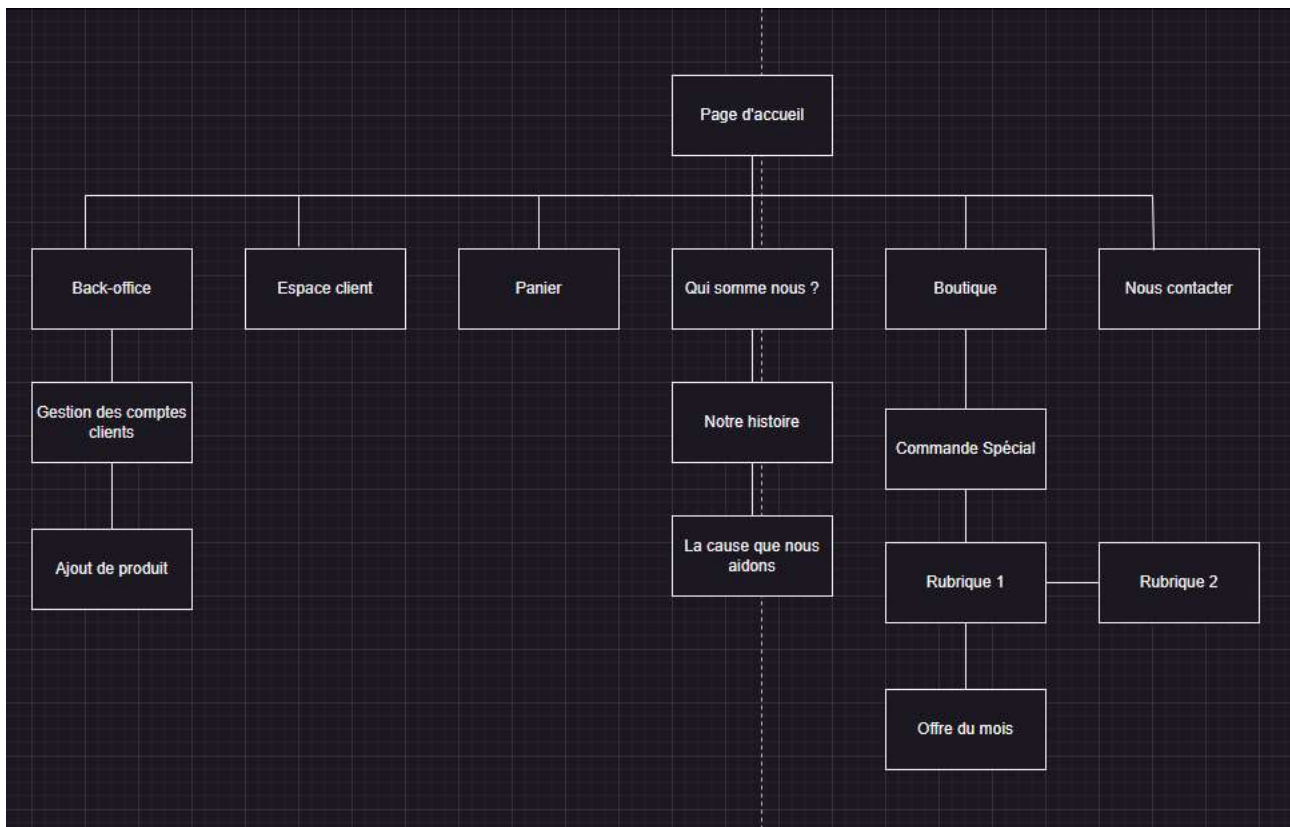 Page d'accueil
Back-office
Espace client
Panier
Qui somme nous ?
Boutique
Nous contacter
Gestion des comptes
clients
Notre histoire
Commande Spécial
Ajout de produit
La cause que nous
aidons
Rubrique 1
Rubrique 2
Offre du mois